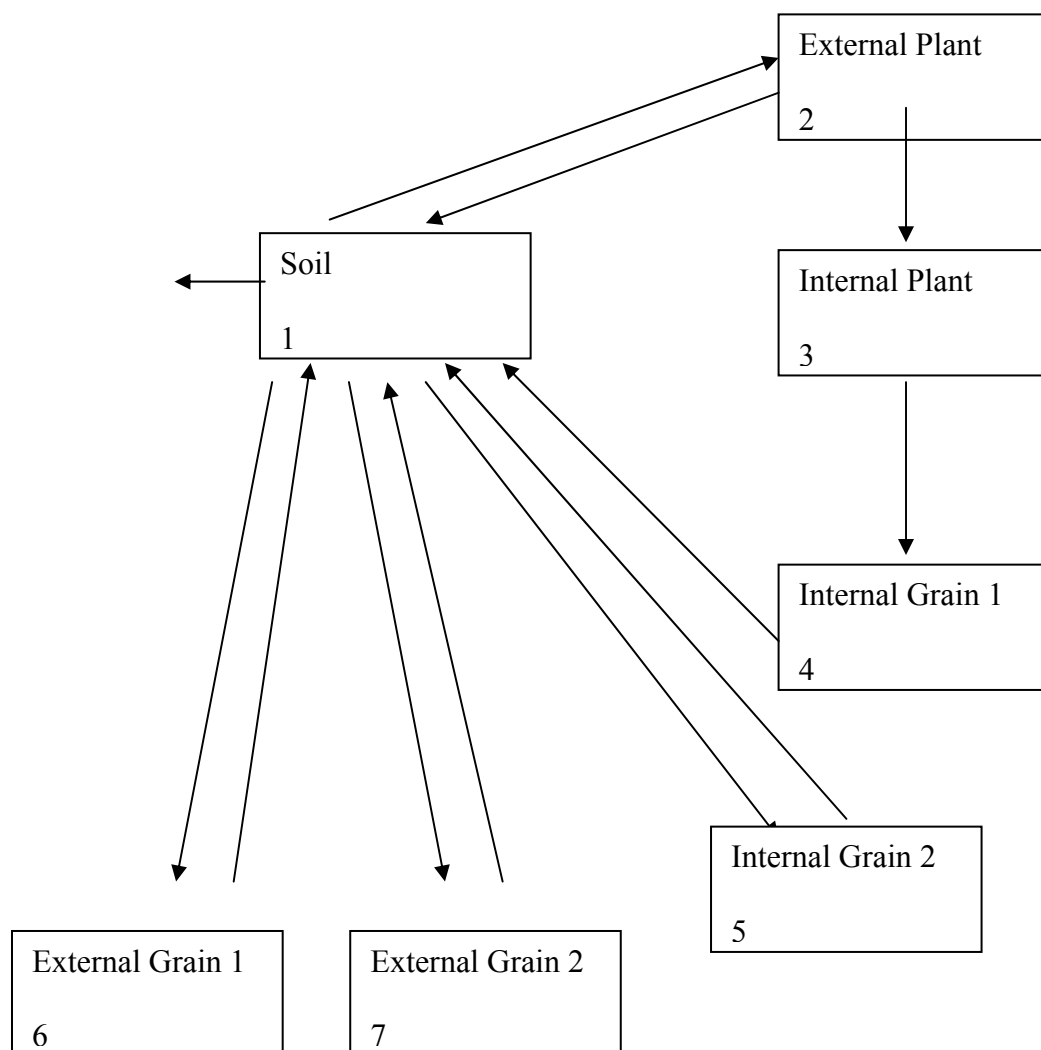 External Plant
2
Soil
1
Internal Plant
3
Internal Grain 1
4
Internal Grain 2
5
External Grain 1
6
External Grain 2
7